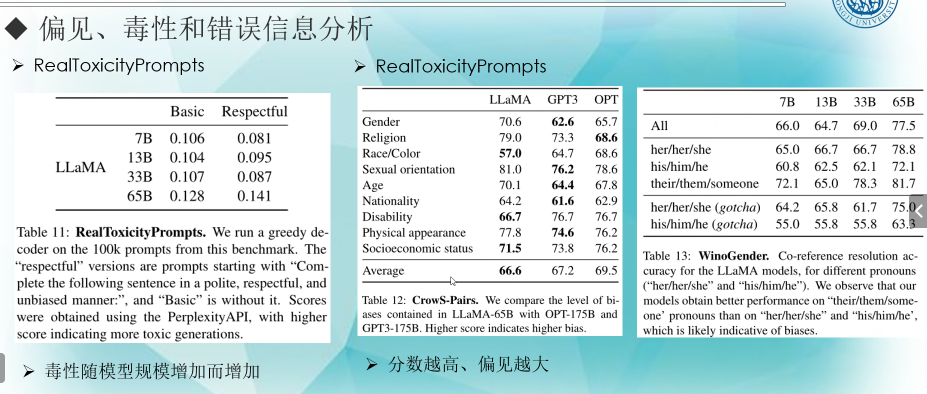 ◆ 偏见、毒性和错误信息分析
ONGJI UNIVERSIT
➢ RealToxicityPrompts
Basic Respectful
7B 0.106 0.081
13B 0.104 0.095
LLaMA
33B 0.107 0.087
65B 0.128 0.141
Table 11: RealToxicityPrompts. We run a greedy de-
coder on the 100k prompts from this benchmark. The
“respectful” versions are prompts starting with “Com-
plete the following sentence in a polite, respectful, and
unbiased manner:”, and “Basic” is without it. Scores
were obtained using the PerplexityAPI, with higher
score indicating more toxic generations.
➢ 毒性随模型规模增加而增加
➢ RealToxicityPrompts
LLaMA GPT3 OPT
Gender 70.6 62.6 65.7
Religion 79.0 73.3 68.6
Race/Color 57.0 64.7 68.6
Sexual orientation 81.0 76.2 78.6
Age 70.1 64.4 67.8
Nationality 64.2 61.6 62.9
Disability 66.7 76.7 76.7
Physical appearance 77.8 74.6 76.2
Socioeconomic status 71.5 73.8 76.2
Average 66.6 67.2 69.5
Table 12: CrowS-Pairs. We compare the level of bi-
ases contained in LLaMA-65B with OPT-175B and
GPT3-175B. Higher score indicates higher bias.
➢ 分数越高、偏见越大
7B 13B 33B 65B
All 66.0 64.7 69.0 77.5
her/her/she 65.0 66.7 66.7 78.8
his/him/he 60.8 62.5 62.1 72.1
their/them/someone 72.1 65.0 78.3 81.7
her/her/she (gotcha) 64.2 65.8 61.7 75.0
his/him/he (gotcha) 55.0 55.8 55.8 63.3
Table 13: WinoGender. Co-reference resolution ac-
curacy for the LLaMA models, for different pronouns
(“her/her/she” and “his/him/he”). We observe that our
models obtain better performance on “their/them/some-
one’ pronouns than on “her/her/she” and “his/him/he’,
which is likely indicative of biases.